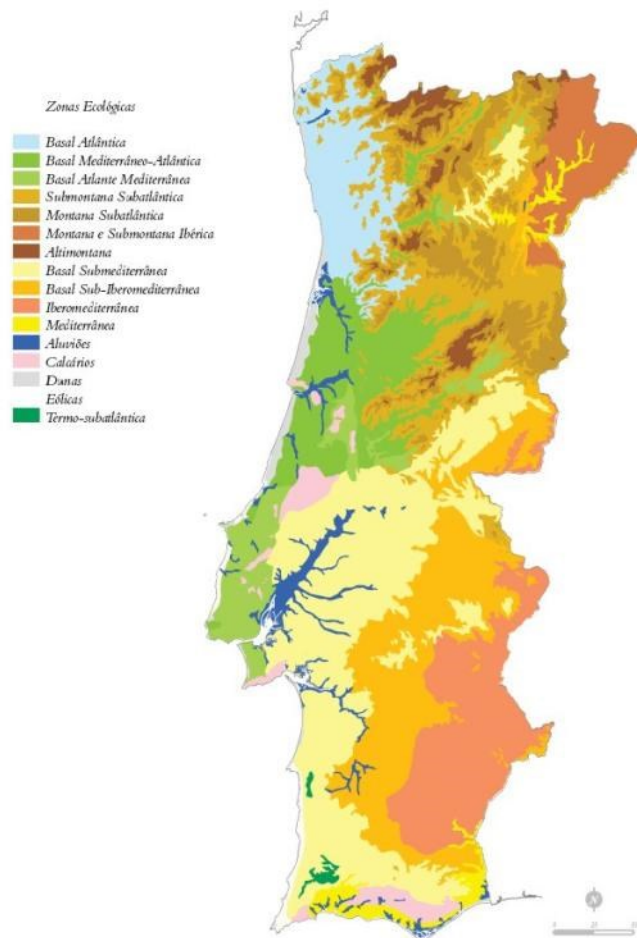 Zonas Ecológicas
Basal Atlântica
Basal Mediterrâneo-Atlântica
Basal Atlante Mediterrânea
Submontana Subatlântica
Montana Subatlântica
Montana e Submontana Ibérica
Altimontana
Basal Submediterrânea
Basal Sub-Iberomediterrânea
Iberomediterrânea
Mediterrânea
Aluviões
Calcários
Dunas
Eólicas
Termo-subatlântica
N